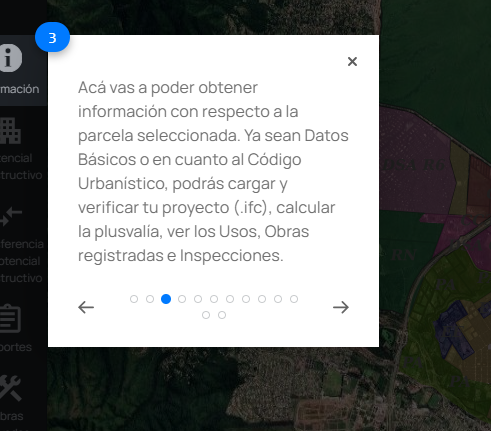 3
mación
Acá vas a poder obtener
información con respecto a la
parcela seleccionada. Ya sean Datos
Básicos o en cuanto al Código
Urbanístico, podrás cargar y
verificar tu proyecto (.ifc), calcular
la plusvalía, ver los Usos, Obras
registradas e Inspecciones.
encial
tructivo
ferencia
otencial
tructivo
portes
bras
RN